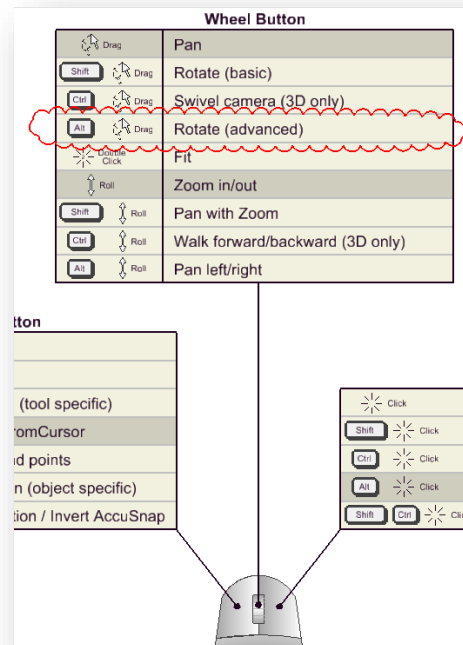 Wheel Button
Drag Pan
Shift Drag Rotate (basic)
Ctrl Drag Swivel camera (3D only)
Alt Drag Rotate (advanced)
Double Click Fit
Roll Zoom in/out
Shift Roll Pan with Zoom
Ctrl Roll Walk forward/backward (3D only)
Alt Roll Pan left/right
tton
(tool specific)
romCursor
nd points
n (object specific)
tion / Invert AccuSnap
Click
Shift Click
Ctrl Click
Alt Click
Shift Ctrl Clic